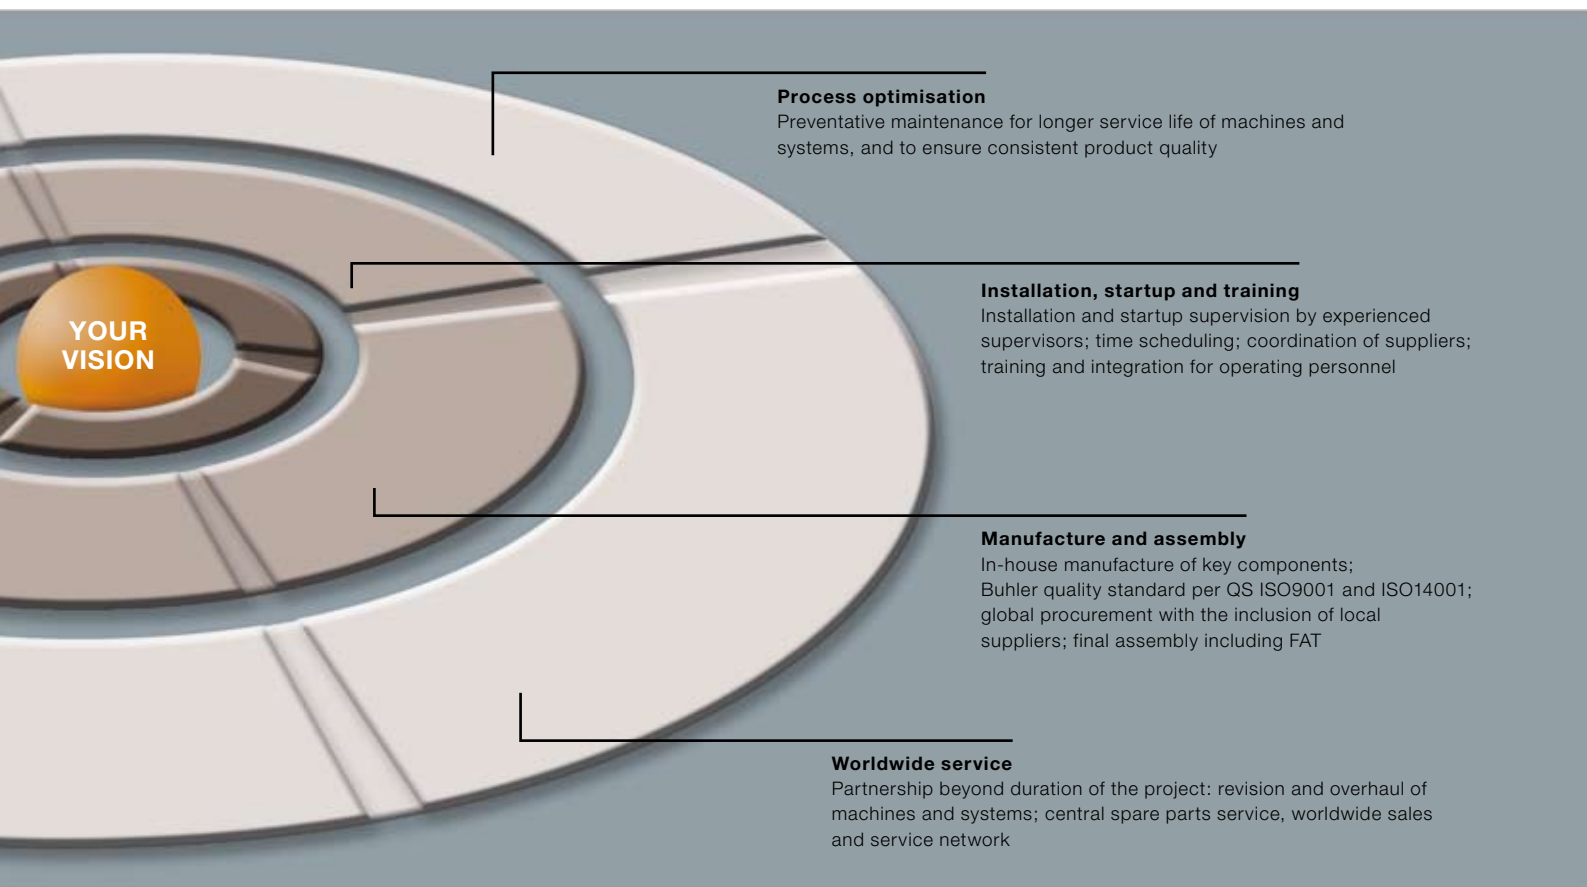 Process optimisation
Preventative maintenance for longer service life of machines and
systems, and to ensure consistent product quality
Installation, startup and training
Installation and startup supervision by experienced
supervisors; time scheduling; coordination of suppliers;
training and integration for operating personnel
YOUR
VISION
Manufacture and assembly
In-house manufacture of key components;
Buhler quality standard per QS ISO9001 and ISO14001;
global procurement with the inclusion of local
suppliers; final assembly including FAT
Worldwide service
Partnership beyond duration of the project: revision and overhaul of
machines and systems; central spare parts service, worldwide sales
and service network